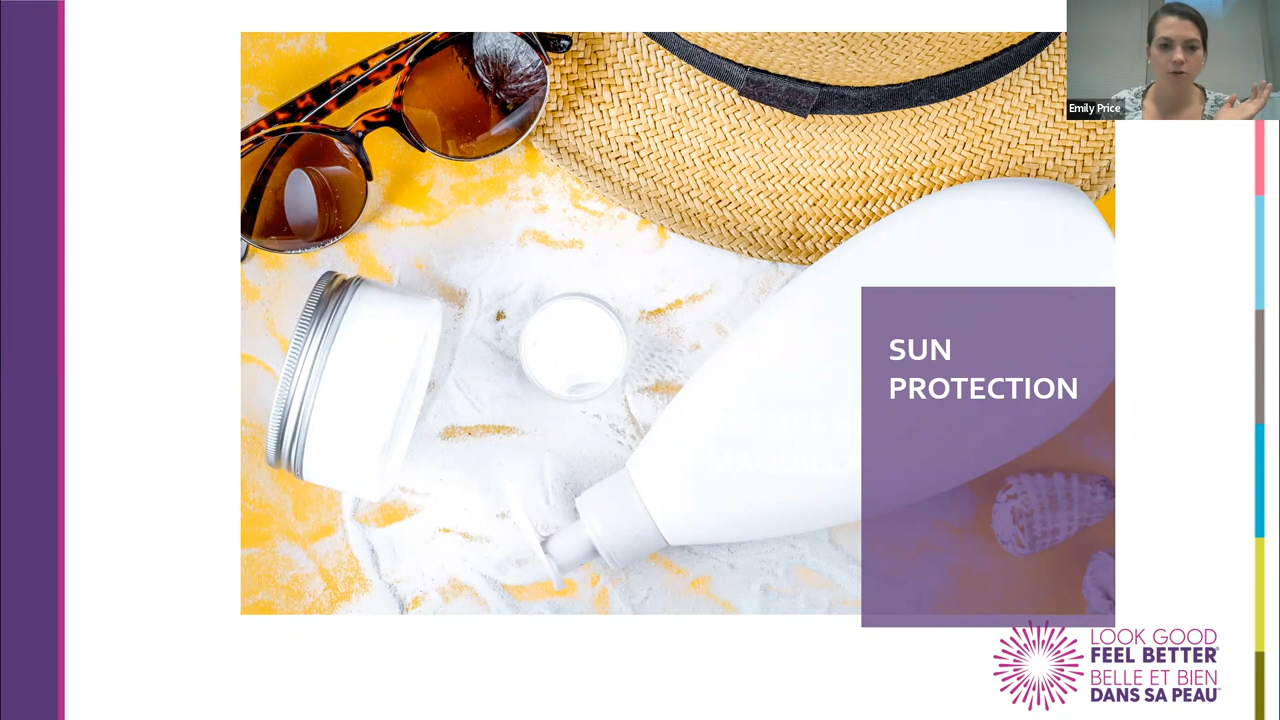 Emily Price
SUN
PROTECTION
LOOK GOOD
FEEL BETTER®
BELLE ET BIEN
DANS SA PEAU